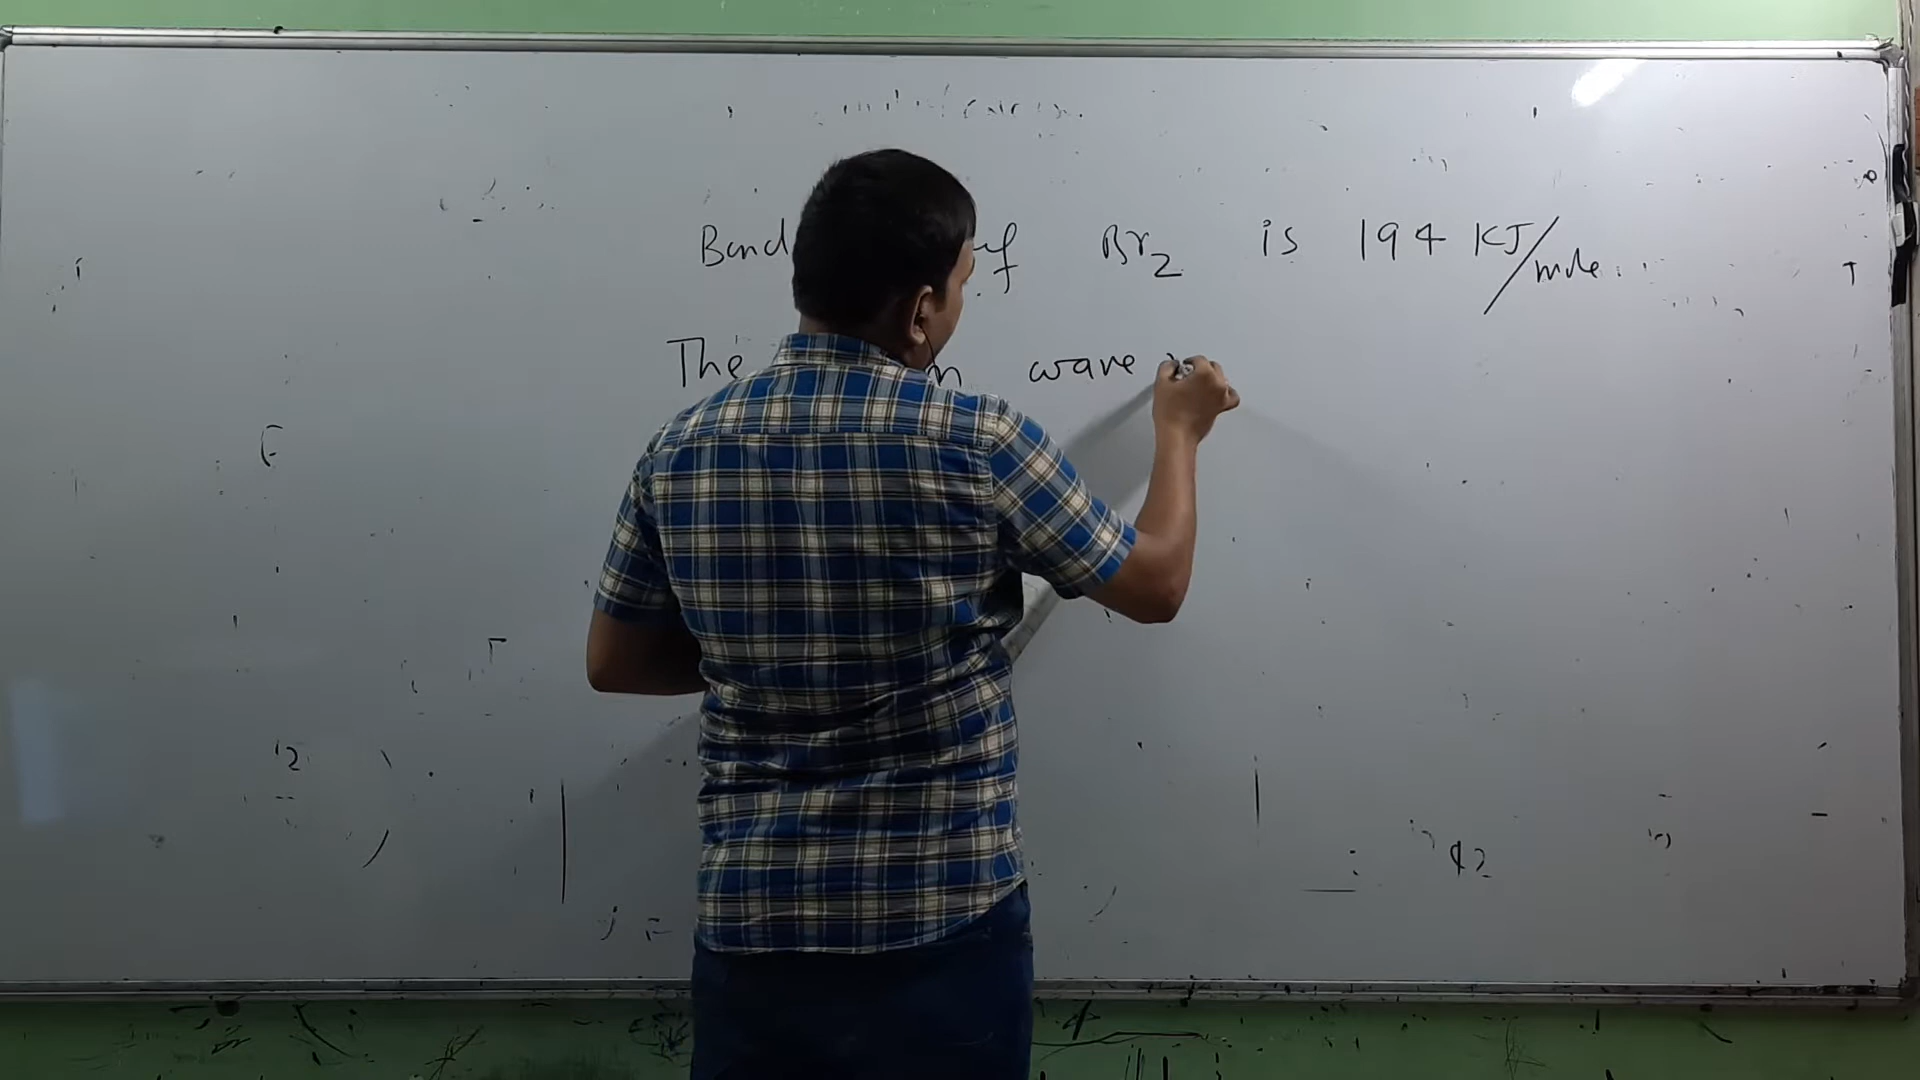 Bond of Br2 is 194 KJ/mole.
The wave